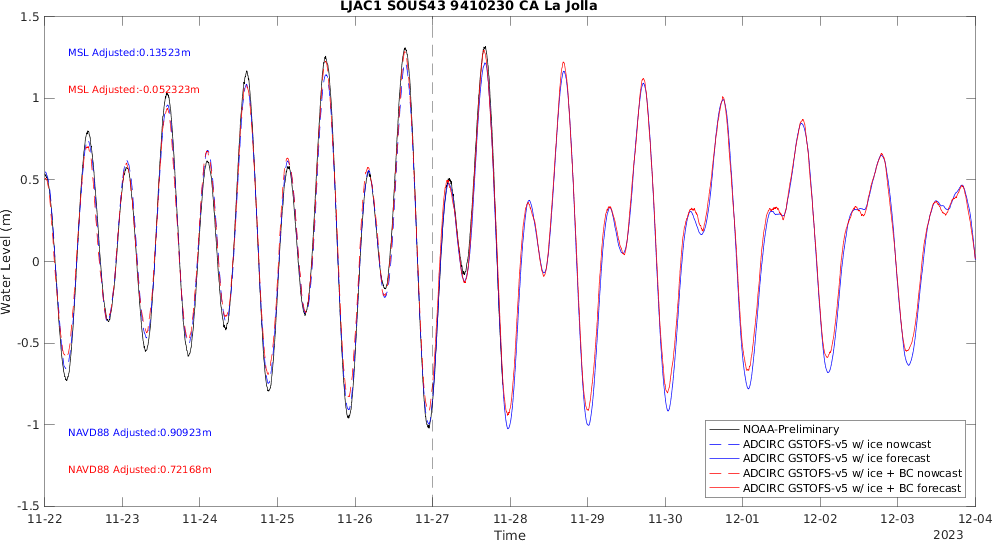 LJAC1 SOUS43 9410230 CA La Jolla
1.5
1
0.5
0
-0.5
-1
-1.5
Water Level (m)
MSL Adjusted:0.13523m
MSL Adjusted:-0.052323m
NAVD88 Adjusted:0.90923m
NAVD88 Adjusted:0.72168m
NOAA-Preliminary
ADCIRC GSTOFS-v5 w/ ice nowcast
ADCIRC GSTOFS-v5 w/ ice forecast
ADCIRC GSTOFS-v5 w/ ice + BC nowcast
ADCIRC GSTOFS-v5 w/ ice + BC forecast
11-22 11-23 11-24 11-25 11-26 11-27 11-28 11-29 11-30 12-01 12-02 12-03 12-04
Time
2023